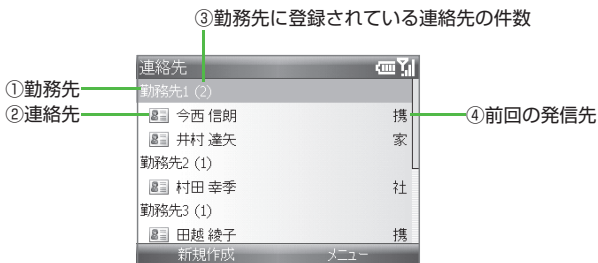 ③勤務先に登録されている連絡先の件数
連絡先
①勤務先
勤務先1 (2)
②連絡先
今西 信朗 携
④前回の発信先
井村 達矢 家
勤務先2 (1)
村田 幸季 社
勤務先3 (1)
田越 綾子 携
新規作成 メニュー